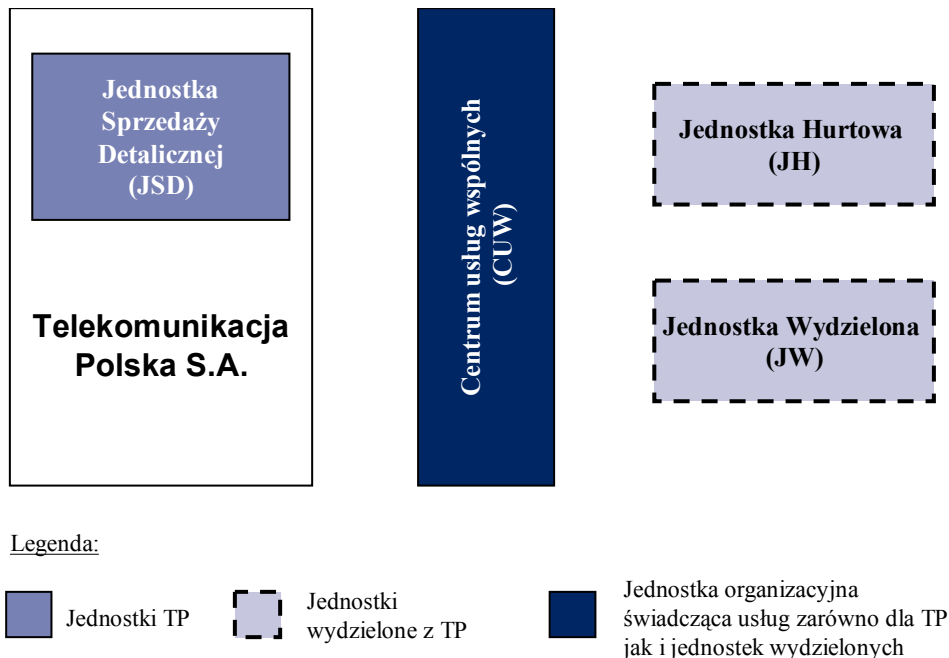 Jednostka
Sprzedaży
Detalicznej
(JSD)
Telekomunikacja
Polska S.A.
Centrum usług wspólnych
(CUW)
Jednostka Hurtowa
(JH)
Jednostka Wydzielona
(JW)
Legenda:
Jednostki TP
Jednostki
wydzielone z TP
Jednostka organizacyjna
świadcząca usług zarówno dla TP
jak i jednostek wydzielonych